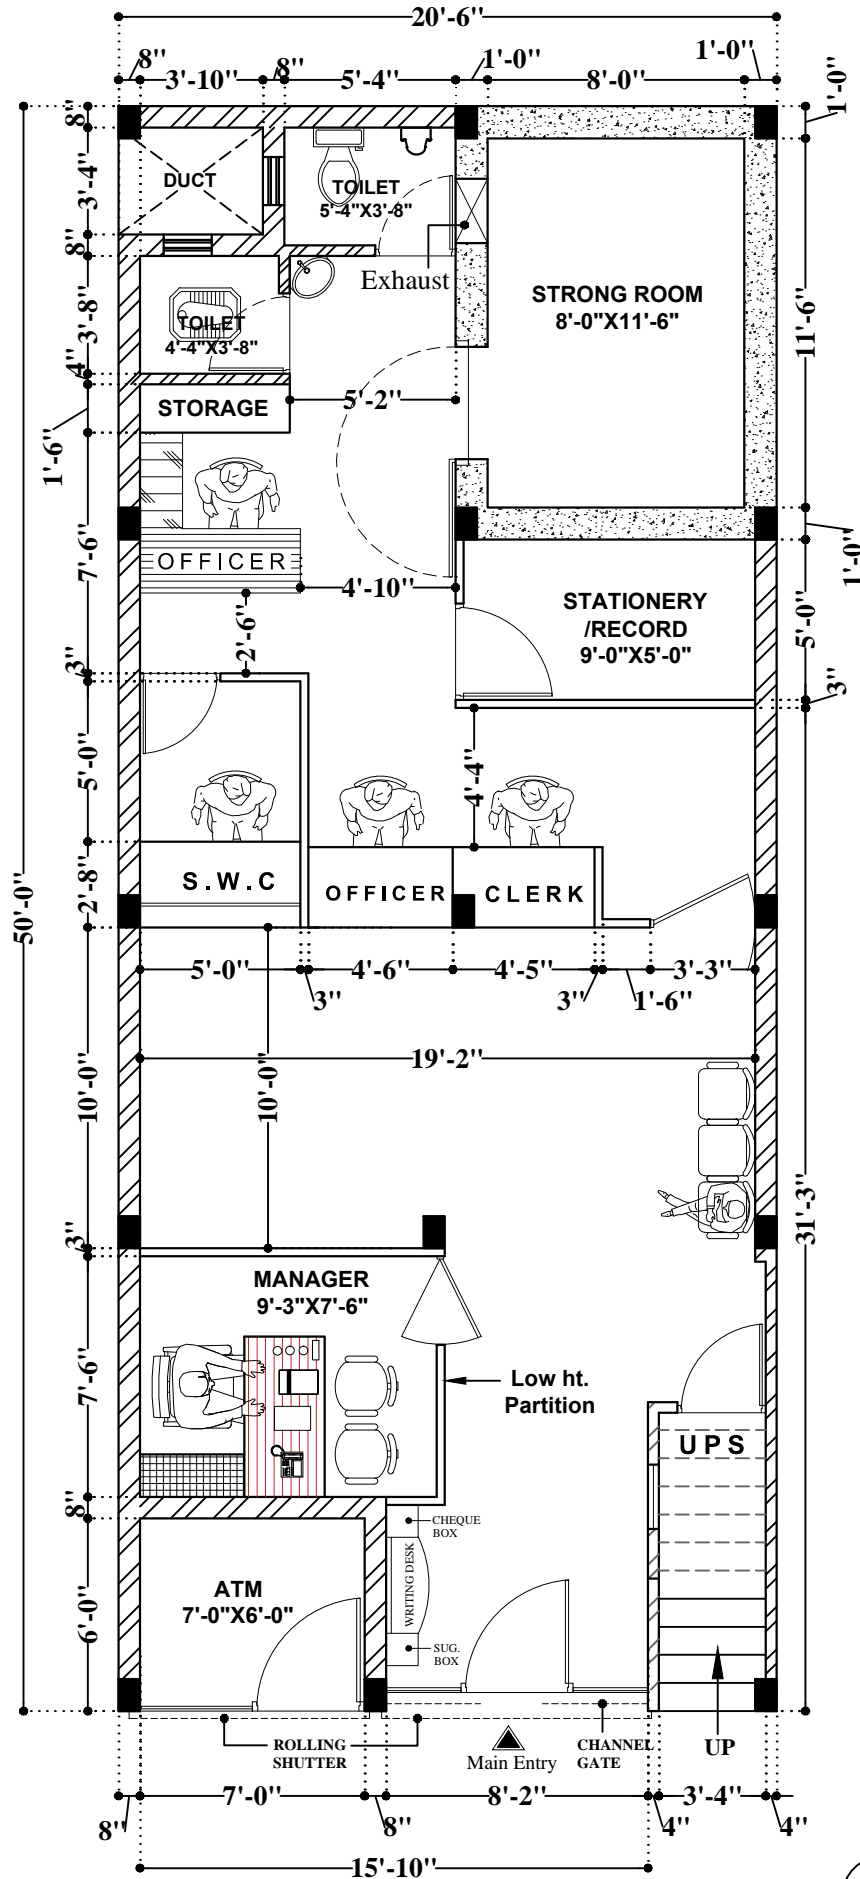 20'-6"
8"
3'-10"
8"
5'-4"
1'-0"
8'-0"
1'-0"
1'-0"
8"
3'-4"
DUCT
TOILET
5'-4"X3'-8"
8"
Exhaust
STRONG ROOM
8'-0"X11'-6"
11'-6"
3'-8"
TOILET
4'-4"X3'-8"
4"
STORAGE
5'-2"
1'-6"
7'-6"
OFFICER
4'-10"
1'-0"
STATIONERY
/RECORD
9'-0"X5'-0"
5'-0"
2'-6"
3"
3"
5'-0"
4'-4"
2'-8"
S.W.C
OFFICER
CLERK
50'-0"
5'-0"
3"
4'-6"
4'-5"
3"
1'-6"
3'-3"
19'-2"
10'-0"
10'-0"
31'-3"
3"
MANAGER
9'-3"X7'-6"
7'-6"
Low ht.
Partition
UPS
8"
CHEQUE
BOX
WRITING DESK
ATM
7'-0"X6'-0"
6'-0"
SUG.
BOX
ROLLING
SHUTTER
Main Entry
CHANNEL
GATE
UP
8"
7'-0"
8"
8'-2"
4"
3'-4"
4"
15'-10"